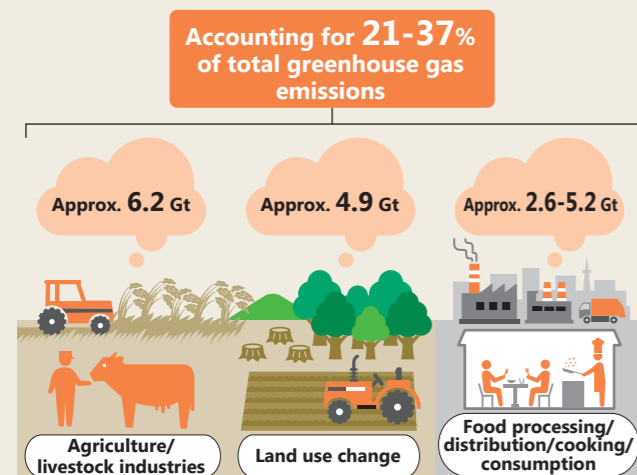 Accounting for 21-37%
of total greenhouse gas
emissions
Approx. 6.2 Gt
Approx. 4.9 Gt
Approx. 2.6-5.2 Gt
Agriculture/
livestock industries
Land use change
Food processing/
distribution/cooking/
consumption